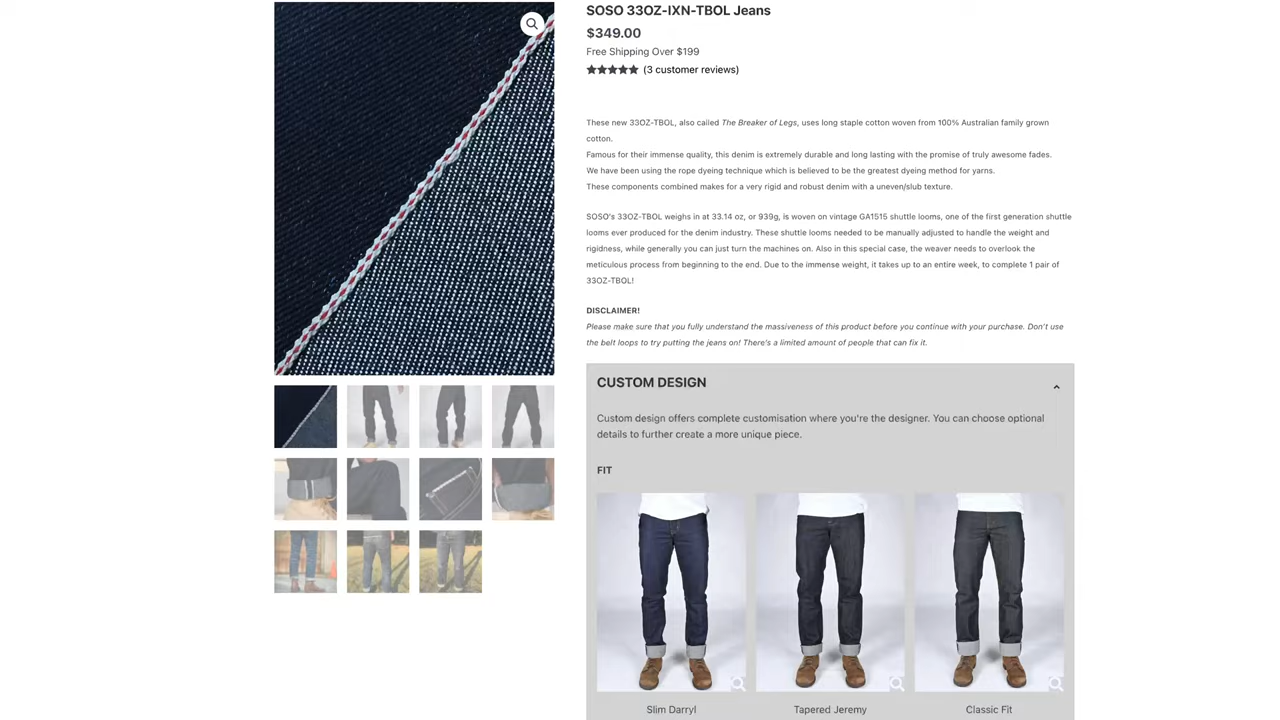 SOSO 33OZ-IXN-TBOL Jeans
$349.00
Free Shipping Over $199
(3 customer reviews)
These new 33OZ-TBOL, also called The Breaker of Legs, uses long staple cotton woven from 100% Australian family grown
cotton.
Famous for their immense quality, this denim is extremely durable and long lasting with the promise of truly awesome fades.
We have been using the rope dyeing technique which is believed to be the greatest dyeing method for yarns.
These components combined makes for a very rigid and robust denim with a uneven/slub texture.
SOSO's 33OZ-TBOL weighs in at 33.14 oz, or 939g, is woven on vintage GA1515 shuttle looms, one of the first generation shuttle
looms ever produced for the denim industry. These shuttle looms needed to be manually adjusted to handle the weight and
rigidness, while generally you can just turn the machines on. Also in this special case, the weaver needs to overlook the
meticulous process from beginning to the end. Due to the immense weight, it takes up to an entire week, to complete 1 pair of
33OZ-TBOL!
DISCLAIMER!
Please make sure that you fully understand the massiveness of this product before you continue with your purchase. Don't use
the belt loops to try putting the jeans on! There's a limited amount of people that can fix it.
CUSTOM DESIGN
Custom design offers complete customisation where you're the designer. You can choose optional
details to further create a more unique piece.
FIT
Slim Darryl
Tapered Jeremy
Classic Fit